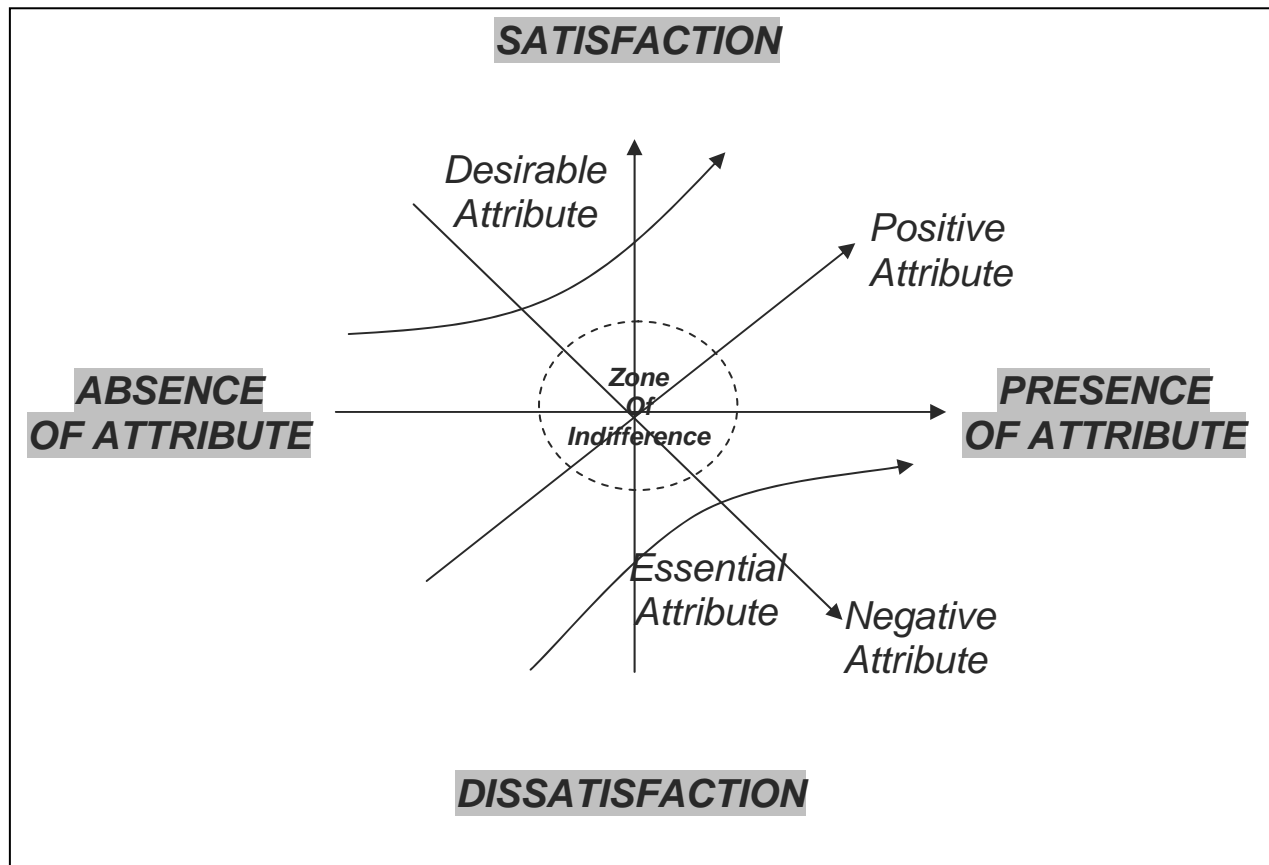 SATISFACTION
Desirable
Attribute
Positive
Attribute
Zone
Of
Indifference
ABSENCE
OF ATTRIBUTE
PRESENCE
OF ATTRIBUTE
Essential
Attribute
Negative
Attribute
DISSATISFACTION